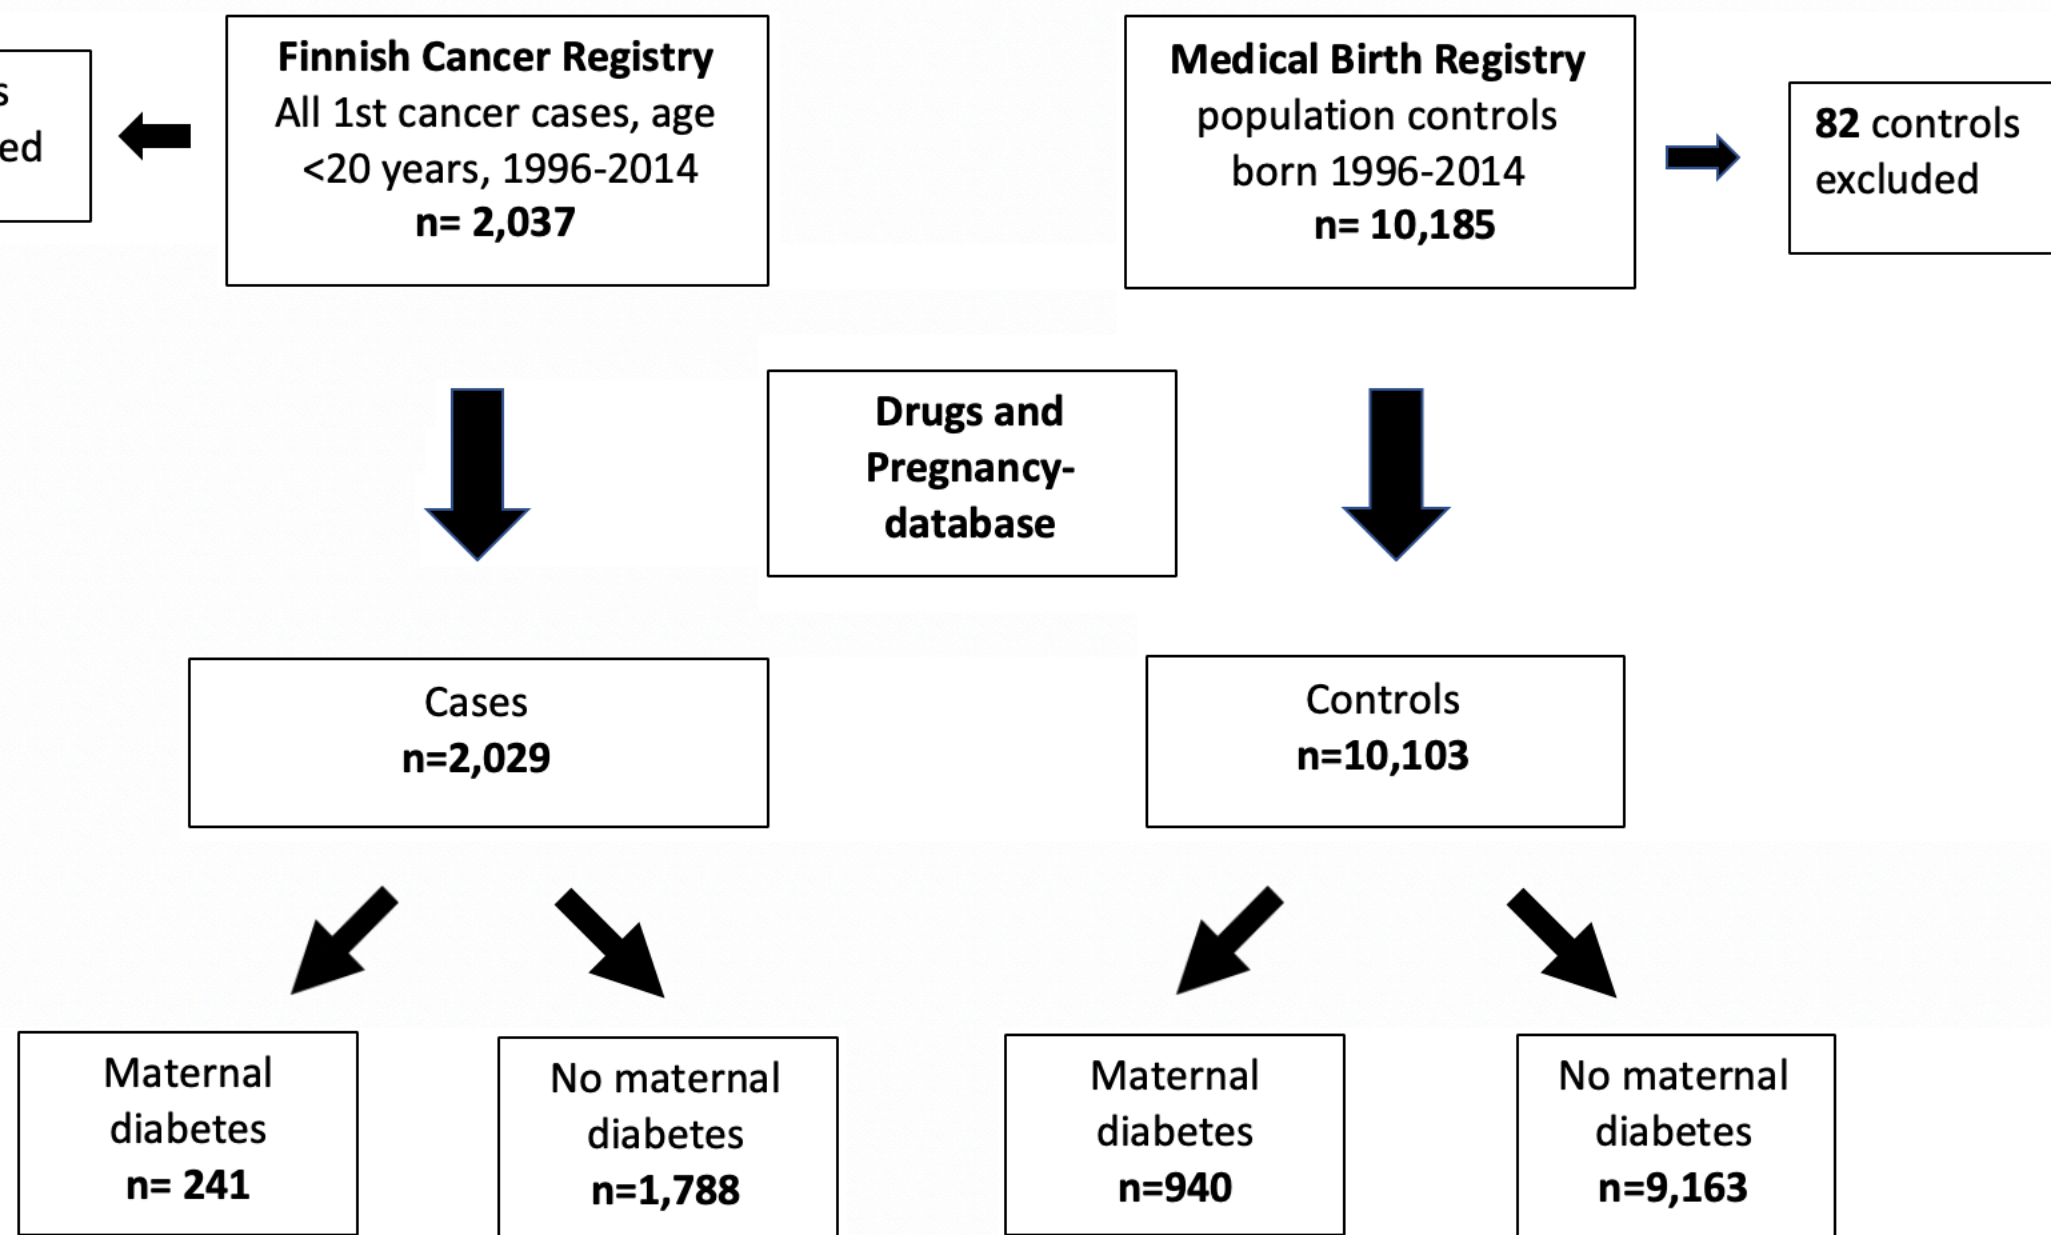 s
ed
Finnish Cancer Registry
All 1st cancer cases, age
<20 years, 1996-2014
n= 2,037
Medical Birth Registry
population controls
born 1996-2014
n= 10,185
82 controls
excluded
Drugs and
Pregnancy-
database
Cases
n=2,029
Controls
n=10,103
Maternal
diabetes
n= 241
No maternal
diabetes
n=1,788
Maternal
diabetes
n=940
No maternal
diabetes
n=9,163